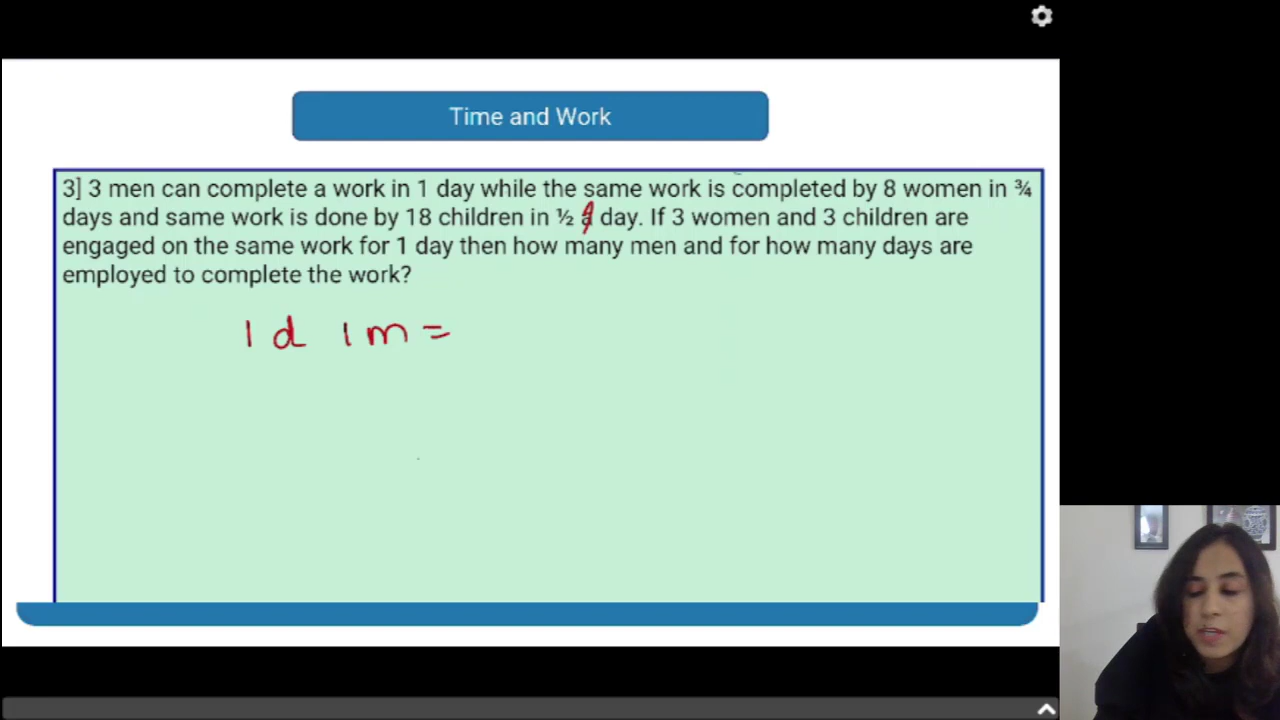 Time and Work
3] 3 men can complete a work in 1 day while the same work is completed by 8 women in ¾
days and same work is done by 18 children in ½ a day. If 3 women and 3 children are
engaged on the same work for 1 day then how many men and for how many days are
employed to complete the work?
1 d 1 m =